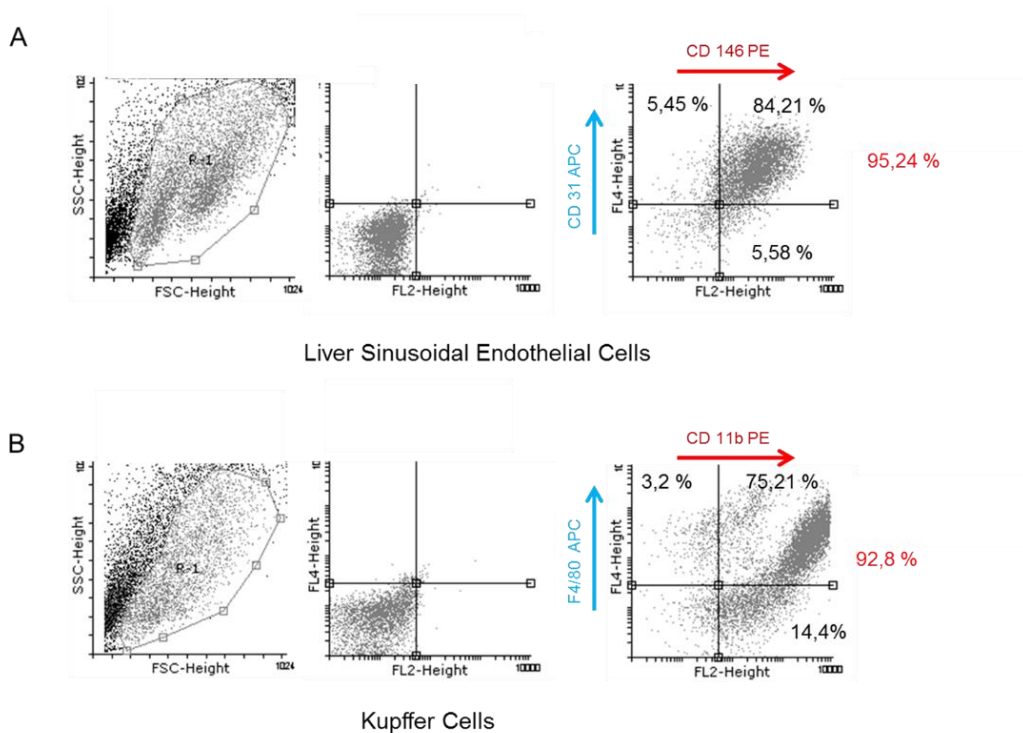 A
CD 146 PE
5,45 %
84,21 %
95,24 %
CD 31 APC
5,58 %
SSC-Height
R-1
FSC-Height
1024
FL2-Height
10000
FL4-Height
FL2-Height
10000
Liver Sinusoidal Endothelial Cells
B
CD 11b PE
3,2 %
75,21 %
92,8 %
F4/80 APC
14,4%
SSC-Height
R-1
FSC-Height
1024
FL4-Height
FL2-Height
10000
FL4-Height
FL2-Height
10000
Kupffer Cells